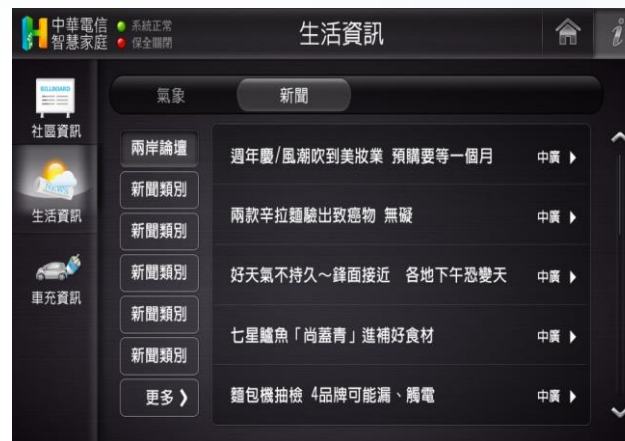 中華電信
智慧家庭
系統正常
保全關閉
生活資訊
i
BILLBOARD
社區資訊
News
生活資訊
車充資訊
氣象
新聞
兩岸論壇
新聞類別
新聞類別
新聞類別
新聞類別
新聞類別
更多
週年慶/風潮吹到美妝業 預購要等一個月 中廣
兩款辛拉麵驗出致癌物 無礙 中廣
好天氣不持久～鋒面接近 各地下午恐變天 中廣
七星鱸魚「尚蓋青」進補好食材 中廣
麵包機抽檢 4品牌可能漏、觸電 中廣